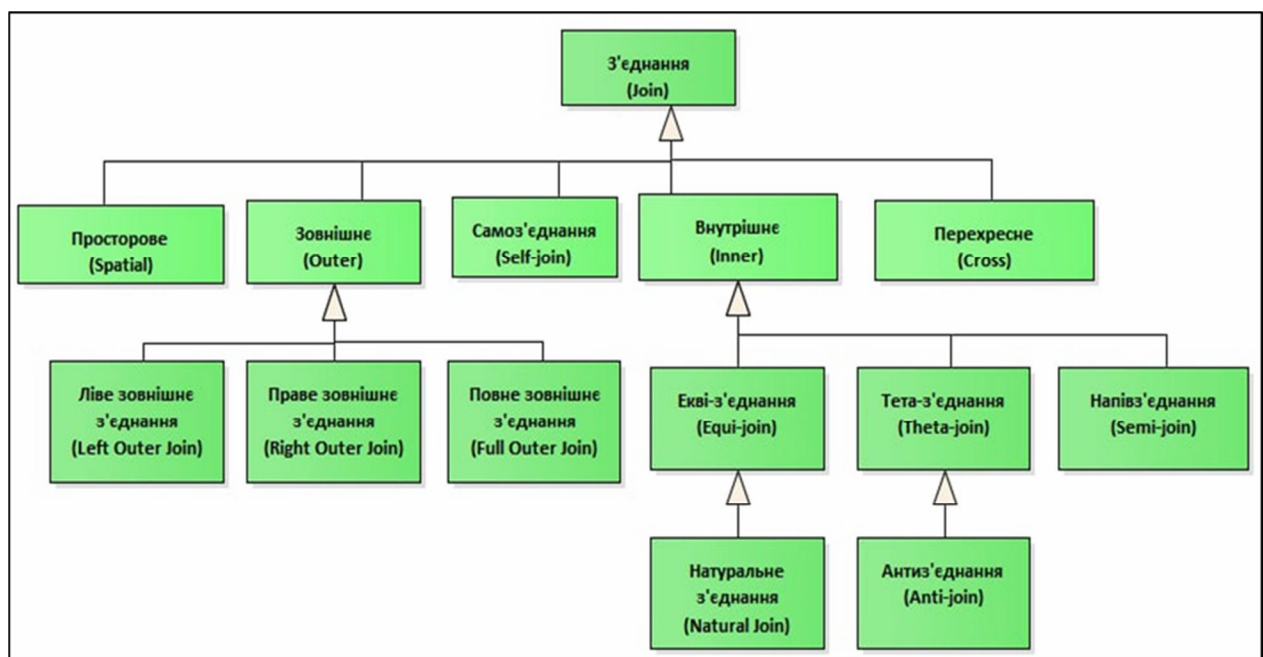 З'єднання
(Join)
Просторове
(Spatial)
Зовнішнє
(Outer)
Самоз'єднання
(Self-join)
Внутрішнє
(Inner)
Перехресне
(Cross)
Ліве зовнішнє
з'єднання
(Left Outer Join)
Праве зовнішнє
з'єднання
(Right Outer Join)
Повне зовнішнє
з'єднання
(Full Outer Join)
Екві-з'єднання
(Equi-join)
Тета-з'єднання
(Theta-join)
Напівз'єднання
(Semi-join)
Натуральне
з'єднання
(Natural Join)
Антиз'єднання
(Anti-join)